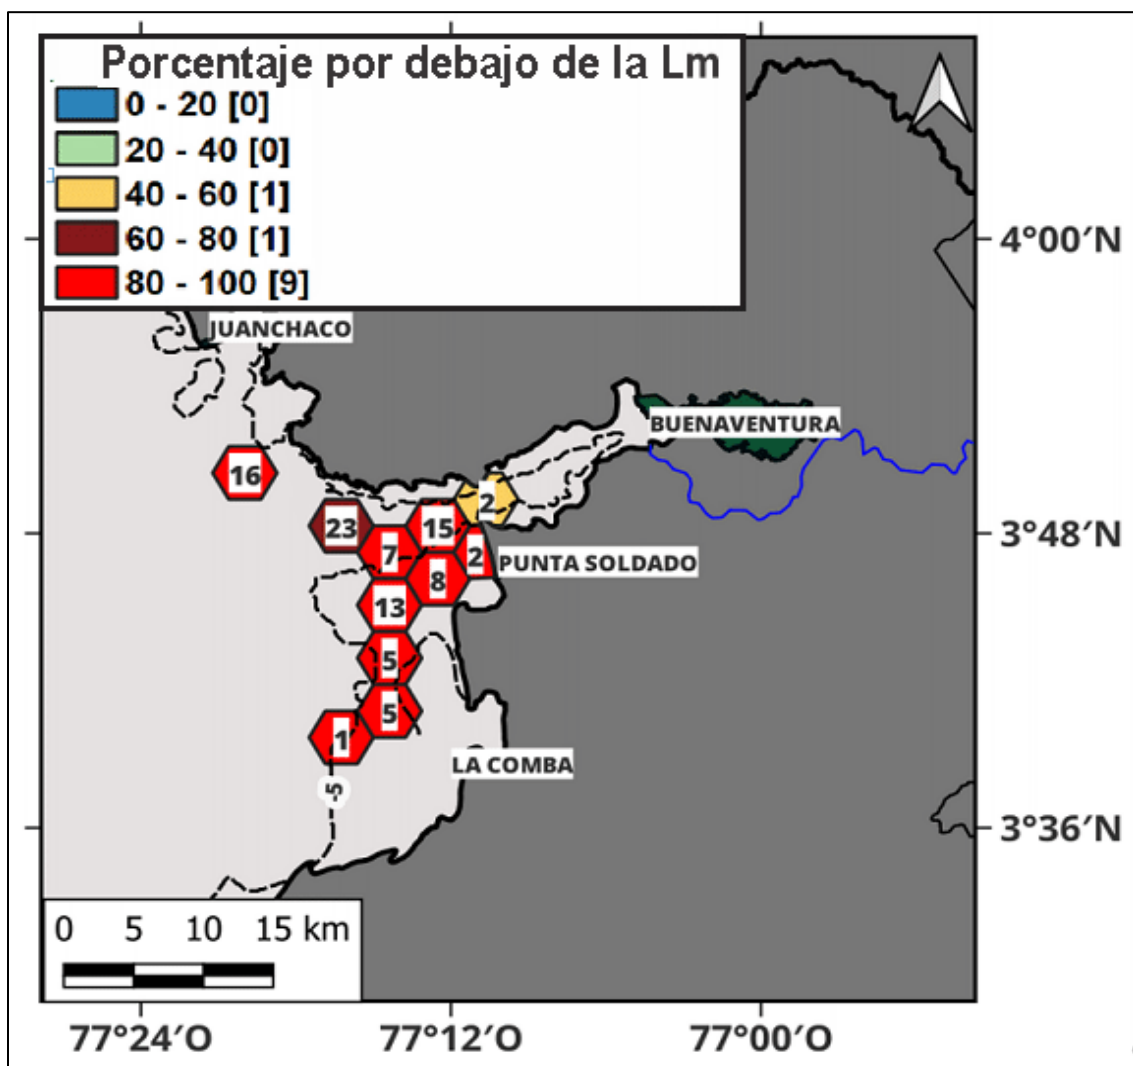 Porcentaje por debajo de la Lm
0 - 20 [0]
20 - 40 [0]
40 - 60 [1]
60 - 80 [1]
80 - 100 [9]
4°00′N
JUANCHACO
BUENAVENTURA
16
2
23
15
3°48′N
7
2
PUNTA SOLDADO
8
13
5
5
1
LA COMBA
-5
3°36′N
0 5 10 15 km
77°24′O 77°12′O 77°00′O